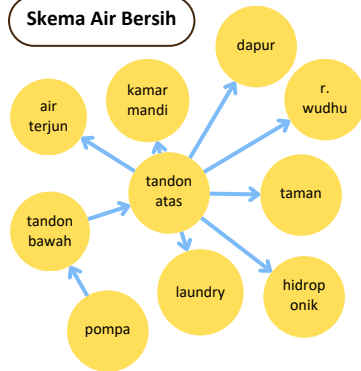 Skema Air Bersih
dapur
kamar
mandi
r.
wudhu
air
terjun
tandon
atas
taman
tandon
bawah
laundry
hidrop
onik
pompa